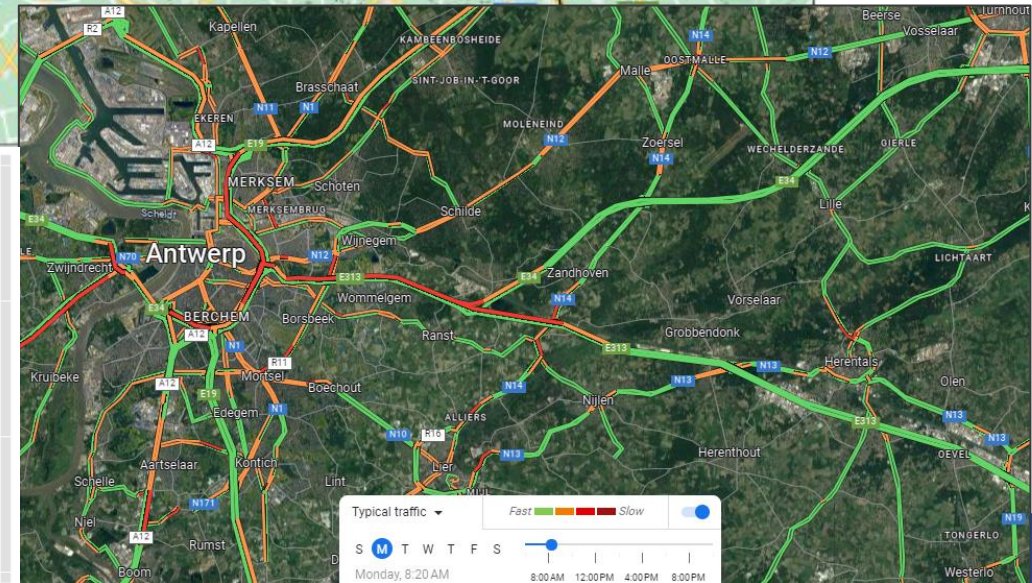 A12
R2
Kapellen
KAMBEENBOSHEIDE
N14
Beerse
Turnhout
Vosselaar
N12
OOSTMALLE
Malle
SINT-JOB-IN-'T-GOOR
Brasschaat
N11
N1
EKEREN
MOLENEIND
N12
A12
E19
Zoersel
N14
WECHELDERZANDE
GIERLE
MERKSEM
Schoten
E34
Lille
MERKSEMBRUG
Scheldt
Schilde
E34
Wijnegem
Antwerp
N70
N12
LICHTAART
Zwijndrecht
E313
E34
Zandhoven
Wommelgem
N14
Vorselaar
E34
BERCHEM
Borsbeek
A12
N1
Ranst
Grobbendonk
E313
R11
Herentals
Kruibeke
Mortsel
N13
N13
Olen
A12
Boechout
N14
E19
Nijlen
N1
Edegem
ALLIERS
N13
E313
N10
R16
N13
Aartselaar
Kontich
Lier
N13
Herenthout
OEVEL
Schelle
Lint
MIJL
N171
Niel
Typical traffic
Fast
Slow
N19
A12
Rumst
S M T W T F S
TONGERLO
Boom
D
Monday, 8:20 AM
8:00 AM 12:00 PM 4:00 PM 8:00 PM
Westerlo